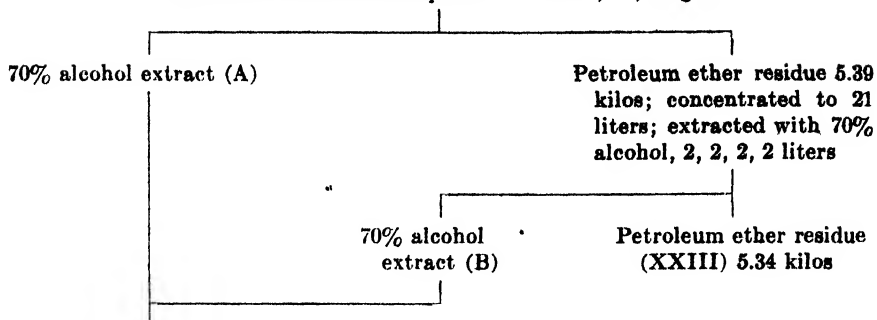 70% alcohol extract (A)
Petroleum ether residue 5.39
kilos; concentrated to 21
liters; extracted with 70%
alcohol, 2, 2, 2, 2 liters
70% alcohol
extract (B)
Petroleum ether residue
(XXIII) 5.34 kilos